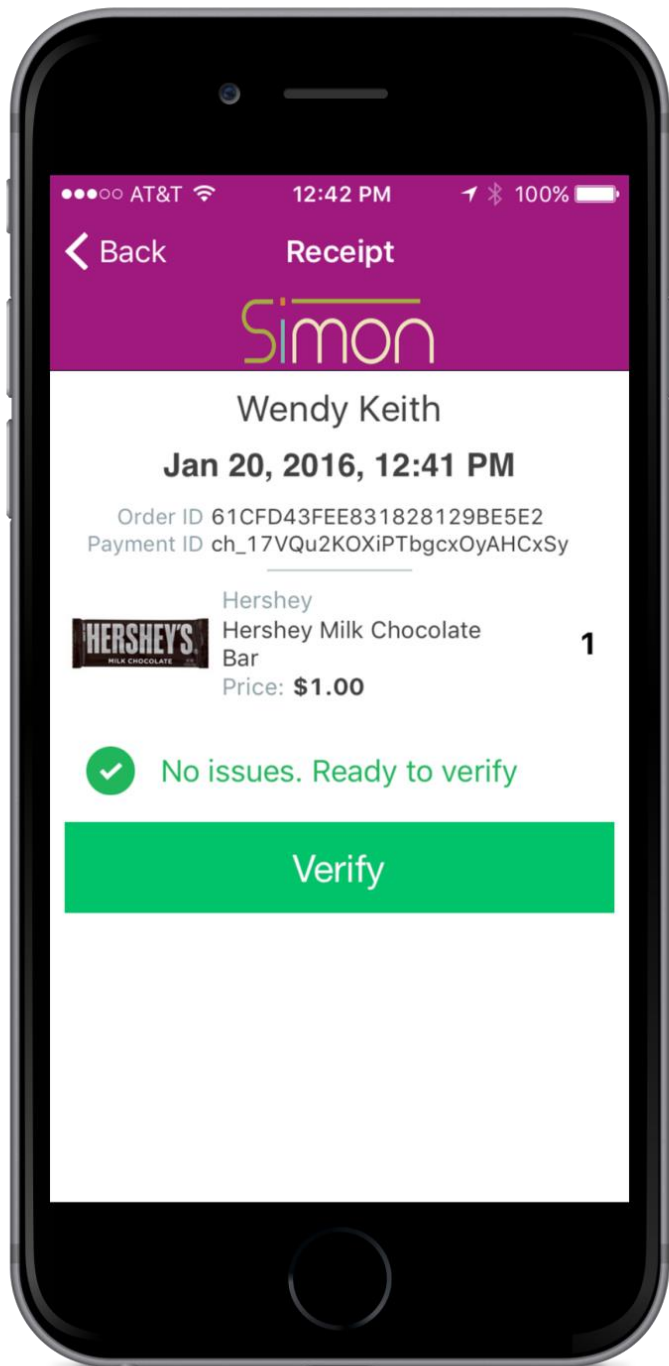 AT&T 12:42 PM 100%
Back Receipt
Simon
Wendy Keith
Jan 20, 2016, 12:41 PM
Order ID 61CFD43FEE831828129BE5E2
Payment ID ch_17VQu2KOXiPTbgcxOyAHCxSy
Hershey
HERSHEY'S
MILK CHOCOLATE
Hershey Milk Chocolate
Bar
1
Price: $1.00
No issues. Ready to verify
Verify